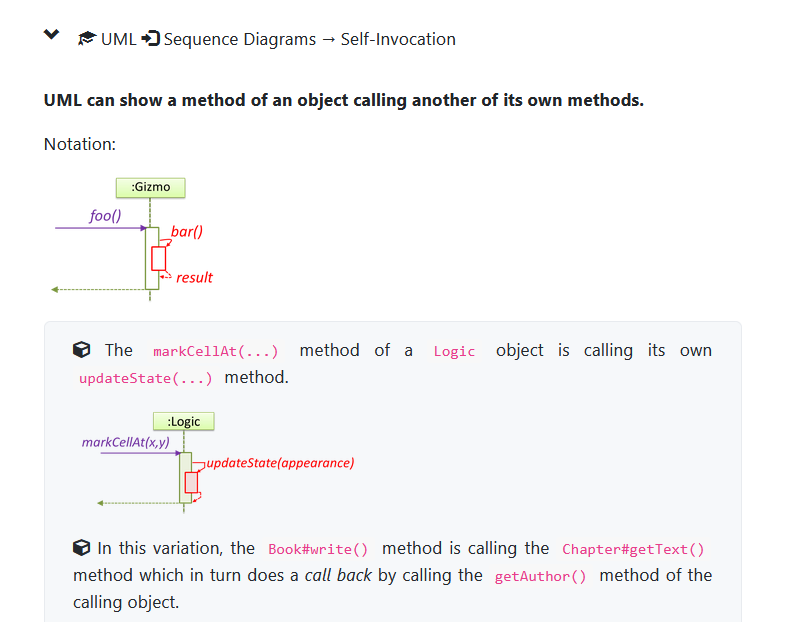 UML Sequence Diagrams → Self-Invocation
UML can show a method of an object calling another of its own methods.
Notation:
:Gizmo
foo()
bar()
result
The markCellAt(...) method of a Logic object is calling its own
updateState(...) method.
:Logic
markCellAt(x,y)
updateState(appearance)
In this variation, the Book#write() method is calling the Chapter#getText()
method which in turn does a call back by calling the getAuthor() method of the
calling object.